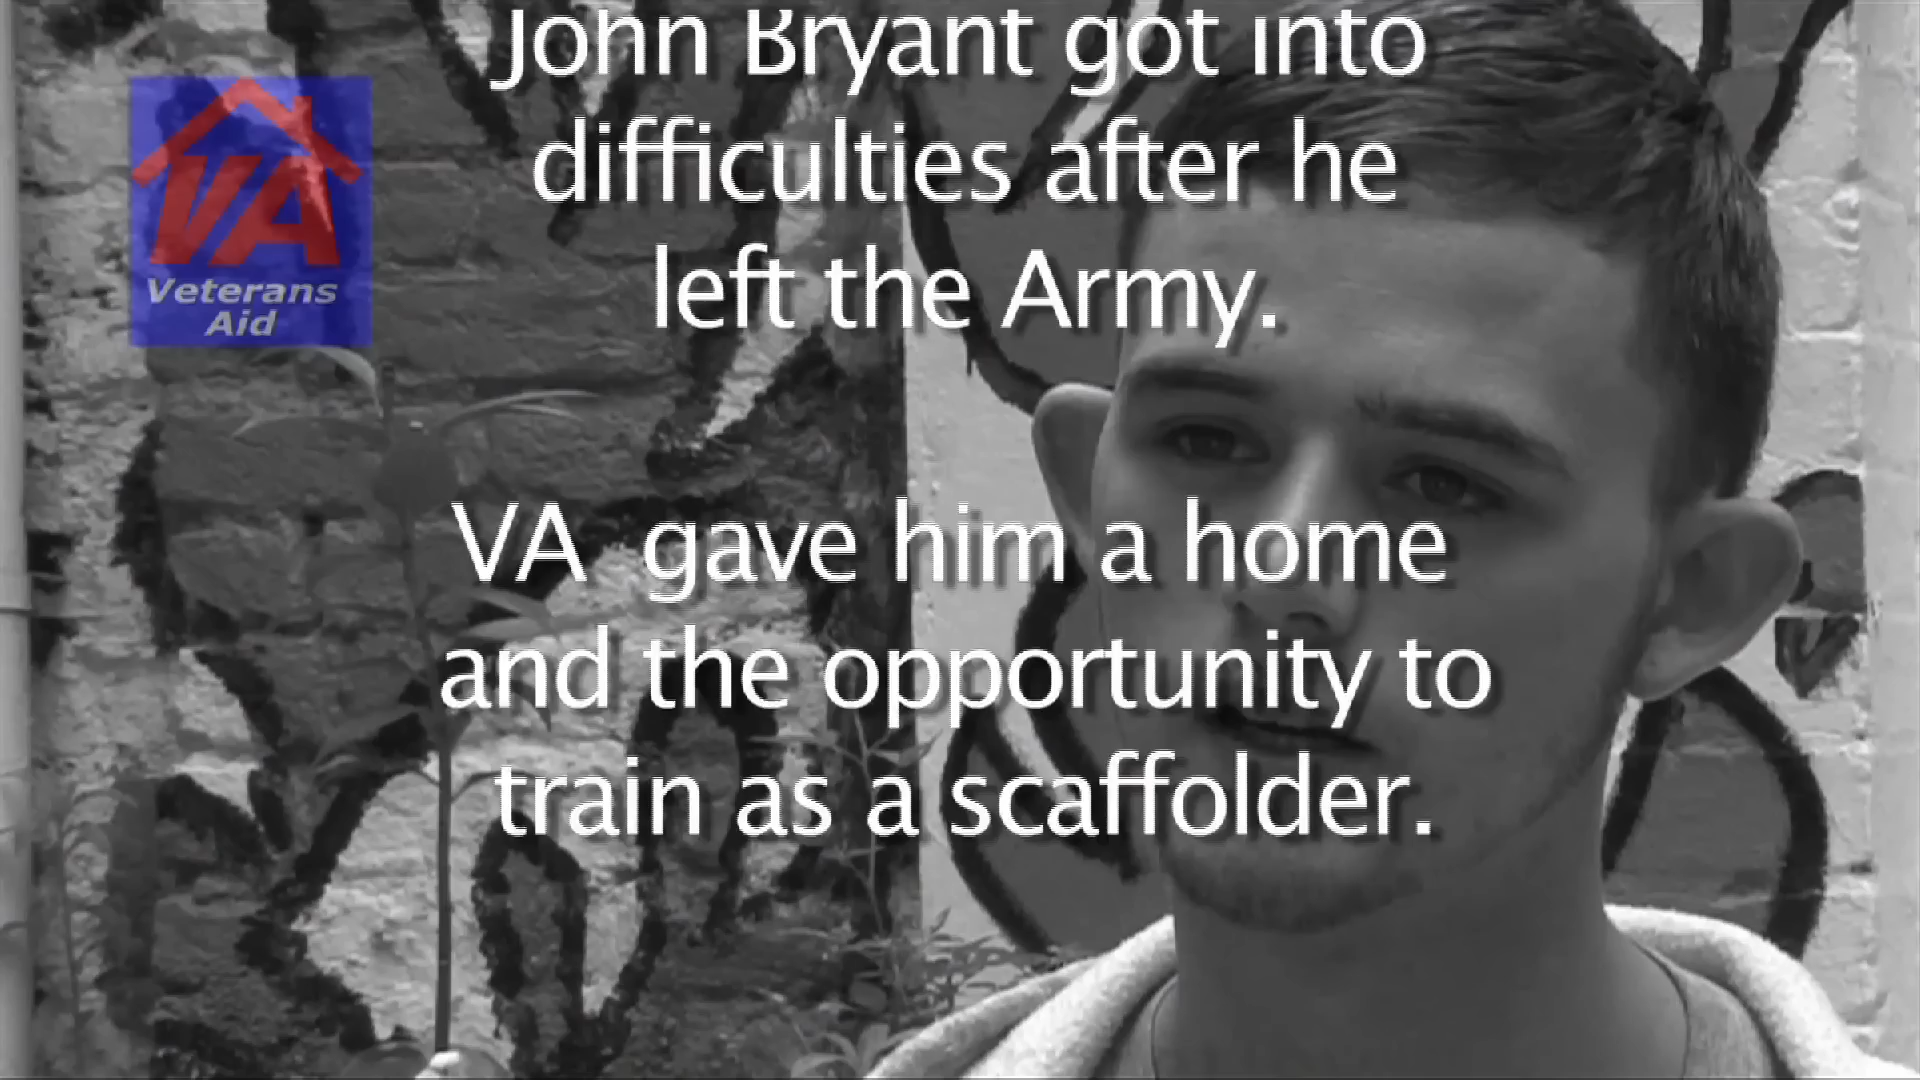 John Bryant got into
difficulties after he
left the Army.
VA
Veterans
Aid
VA gave him a home
and the opportunity to
train as a scaffolder.